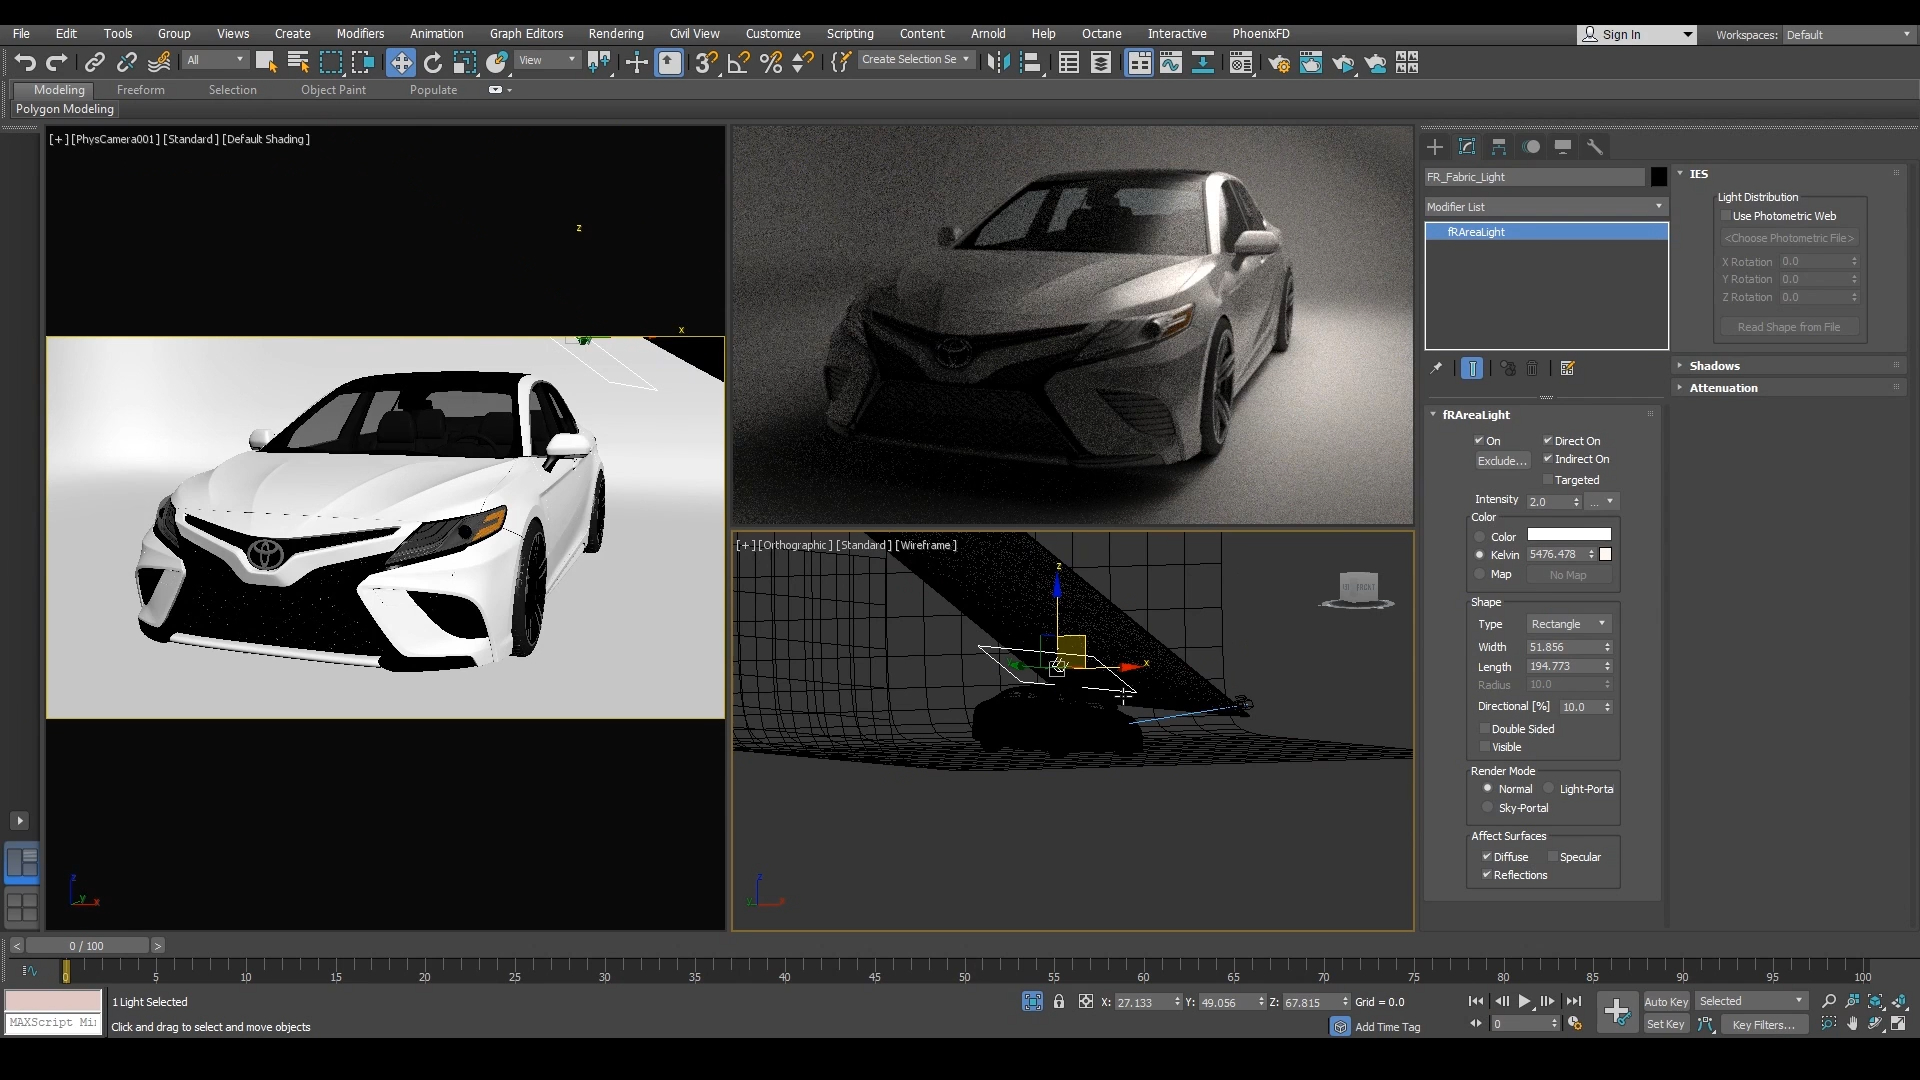 File Edit Tools Group Views Create Modifiers Animation Graph Editors Rendering Civil View Customize Scripting Content Arnold Help Octane Interactive PhoenixFD Sign In Workspaces: Default
All View Create Selection Se
Modeling Freeform Selection Object Paint Populate
Polygon Modeling
[+] [PhysCamera001] [Standard] [Default Shading]
z
x
z
y
x
[+] [Orthographic] [Standard] [Wireframe]
z
x
FRONT
z
y
FR_Fabric_Light
Modifier List
fRAreaLight
fRAreaLight
On Direct On
Exclude... Indirect On
Targeted
Intensity 2.0 ...
Color
Color
Kelvin 5476.478
Map No Map
Shape
Type Rectangle
Width 51.856
Length 194.773
Radius 10.0
Directional [%] 10.0
Double Sided
Visible
Render Mode
Normal Light-Portal
Sky-Portal
Affect Surfaces
Diffuse Specular
Reflections
IES
Light Distribution
Use Photometric Web
<Choose Photometric File>
X Rotation 0.0
Y Rotation 0.0
Z Rotation 0.0
Read Shape from File
Shadows
Attenuation
< 0 / 100 >
0 5 10 15 20 25 30 35 40 45 50 55 60 65 70 75 80 85 90 95 100
1 Light Selected X: 27.133 Y: 49.056 Z: 67.815 Grid = 0.0 Auto Key Selected
MAXScript Mi
Click and drag to select and move objects Add Time Tag 0 Set Key Key Filters...